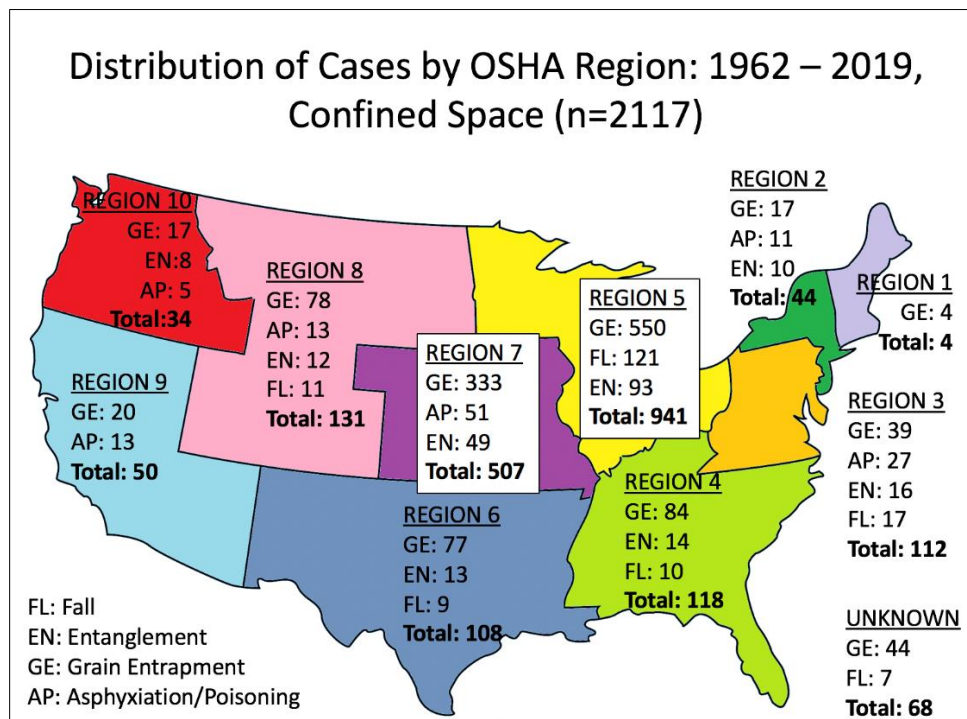 Distribution of Cases by OSHA Region: 1962 – 2019,
Confined Space (n=2117)
REGION 10
GE: 17
EN:8
AP: 5
Total:34
REGION 8
GE: 78
AP: 13
EN: 12
FL: 11
Total: 131
REGION 2
GE: 17
AP: 11
EN: 10
Total: 44
REGION 1
GE: 4
Total: 4
REGION 5
GE: 550
FL: 121
EN: 93
Total: 941
REGION 7
GE: 333
AP: 51
EN: 49
Total: 507
REGION 9
GE: 20
AP: 13
Total: 50
REGION 3
GE: 39
AP: 27
EN: 16
FL: 17
Total: 112
REGION 4
GE: 84
EN: 14
FL: 10
Total: 118
REGION 6
GE: 77
EN: 13
FL: 9
Total: 108
FL: Fall
EN: Entanglement
GE: Grain Entrapment
AP: Asphyxiation/Poisoning
UNKNOWN
GE: 44
FL: 7
Total: 68